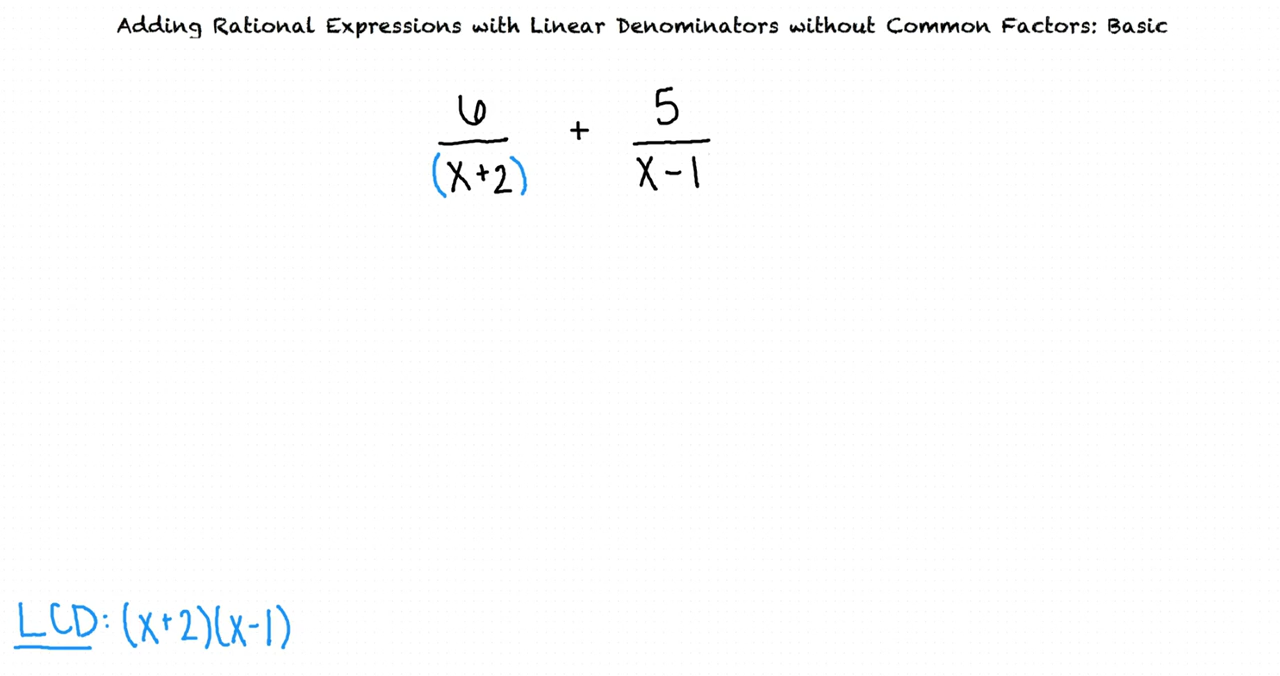 Adding Rational Expressions with Linear Denominators without Common Factors: Basic
6 + 5
(x+2) x-1
LCD: (x+2)(x-1)